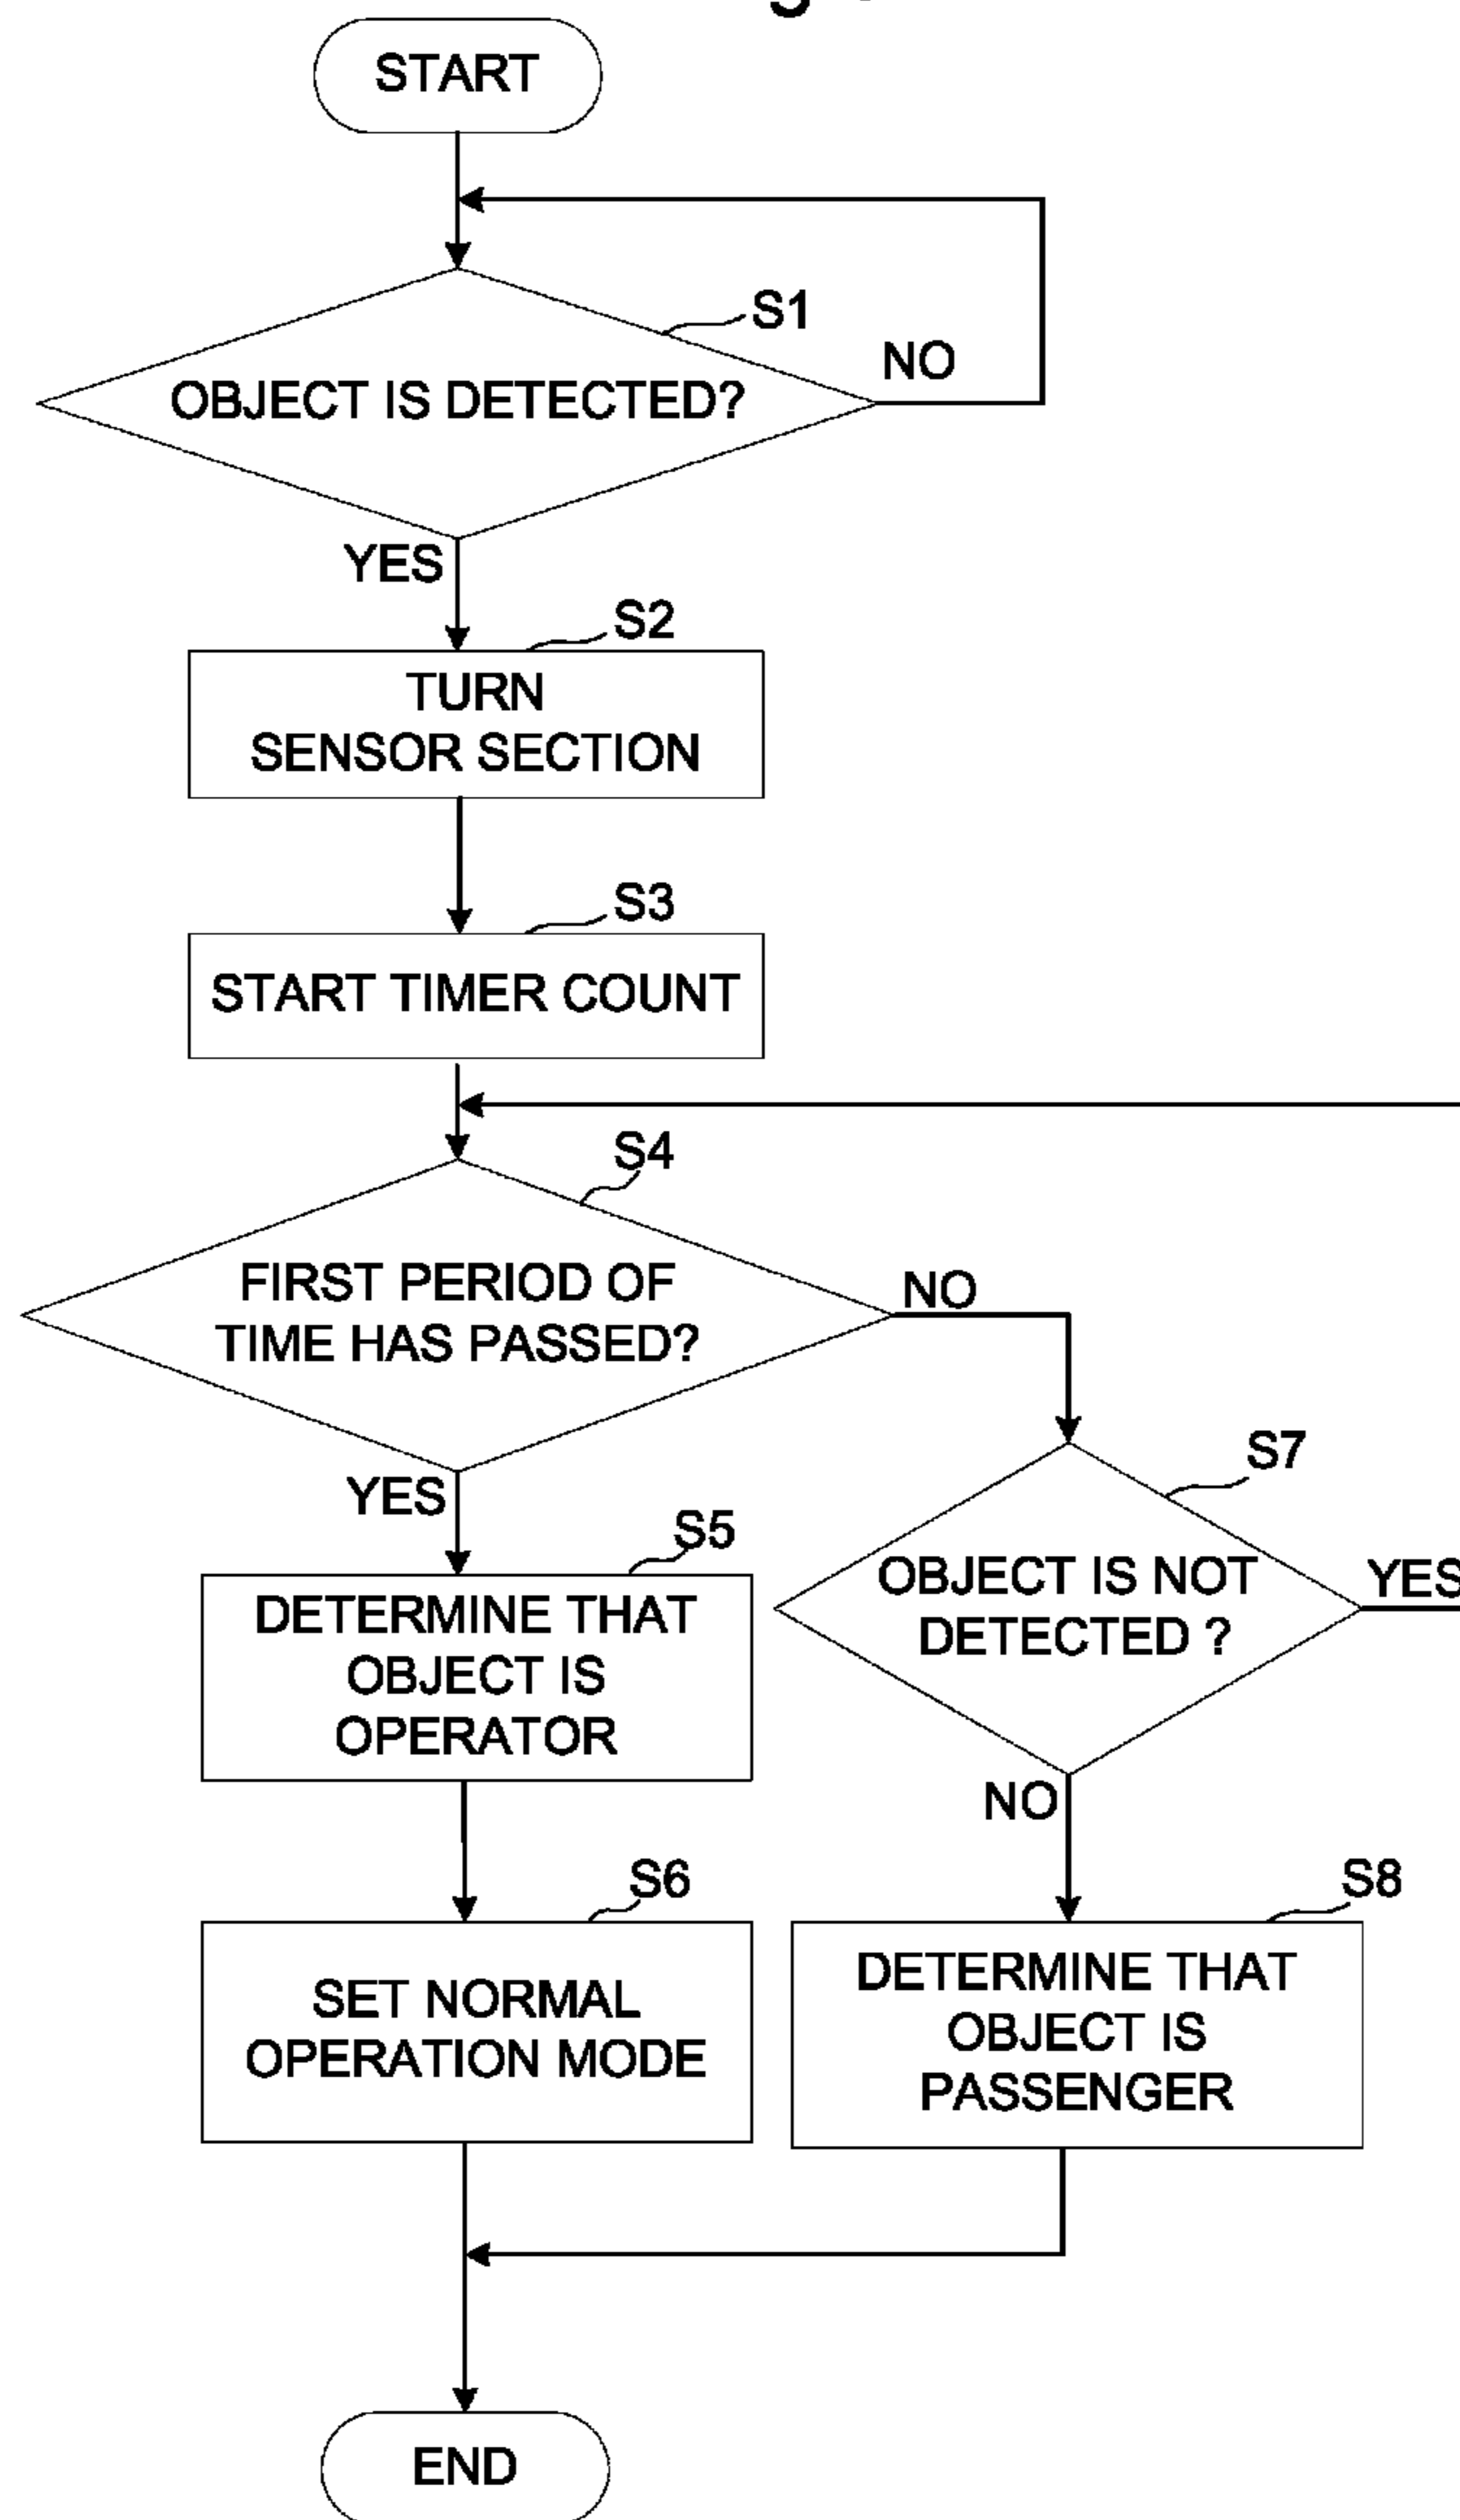 START
S1
NO
OBJECT IS DETECTED?
YES
S2
TURN
SENSOR SECTION
S3
START TIMER COUNT
S4
FIRST PERIOD OF
TIME HAS PASSED?
NO
YES
S7
OBJECT IS NOT
DETECTED ?
YES
S5
DETERMINE THAT
OBJECT IS
OPERATOR
NO
S6
SET NORMAL
OPERATION MODE
S8
DETERMINE THAT
OBJECT IS
PASSENGER
END